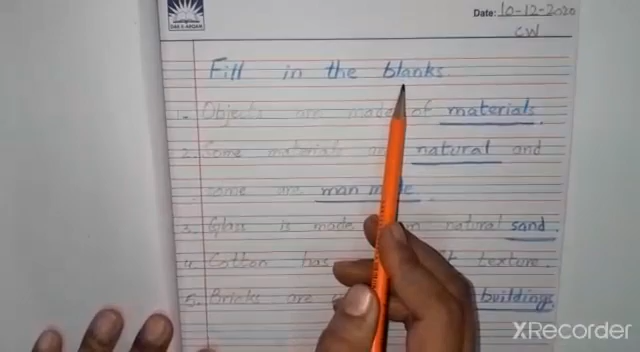 DAR-E-ARQAM
Date: 10-12-2020
CW
Fill in the blanks
1. Objects are made of materials.
2. Some materials are natural and
some are man made.
3. Glass is made natural sand.
4. Cotton has texture.
5. Bricks are buildings.
XRecorder